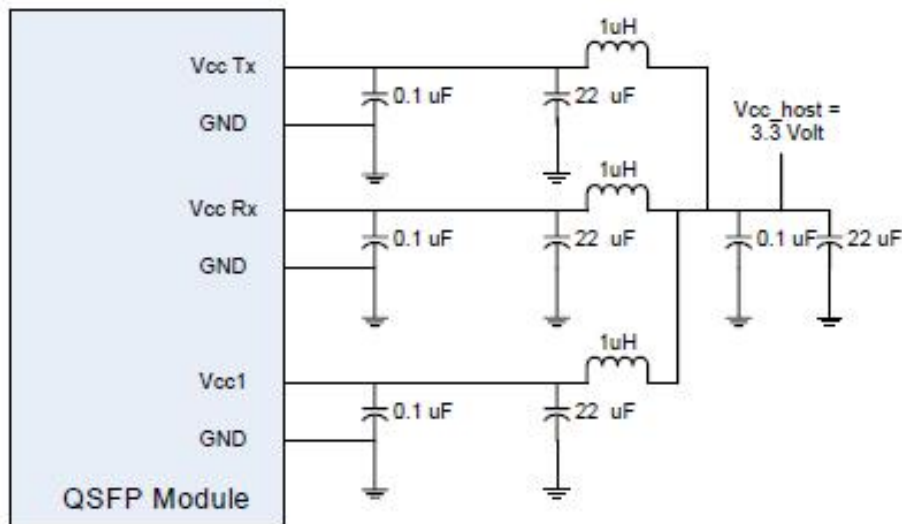 1uH
Vcc Tx
0.1 uF
22 uF
GND
Vcc_host =
3.3 Volt
1uH
Vcc Rx
0.1 uF
22 uF
0.1 uF
22 uF
GND
1uH
Vcc1
0.1 uF
22 uF
GND
QSFP Module